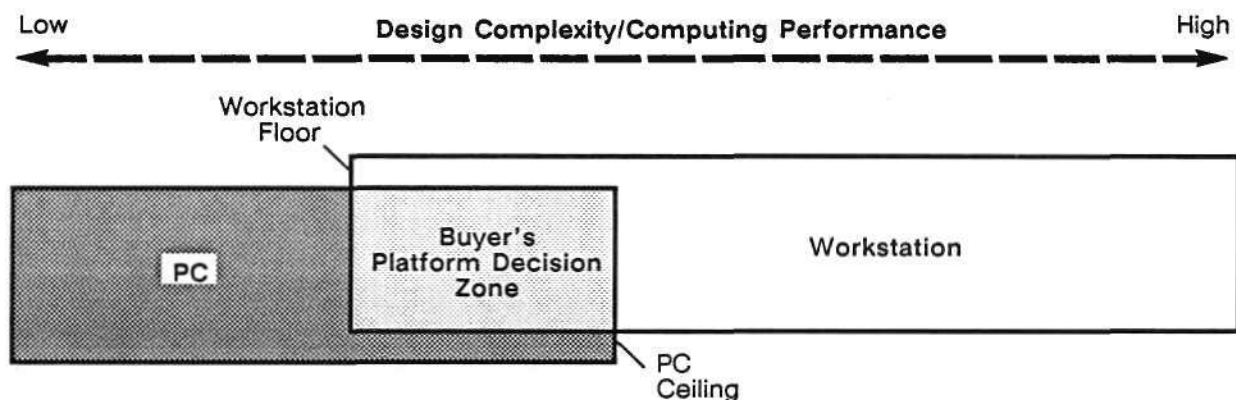 Low
Design Complexity/Computing Performance
High
Workstation
Floor
PC
Buyer's
Platform Decision
Zone
Workstation
PC
Ceiling